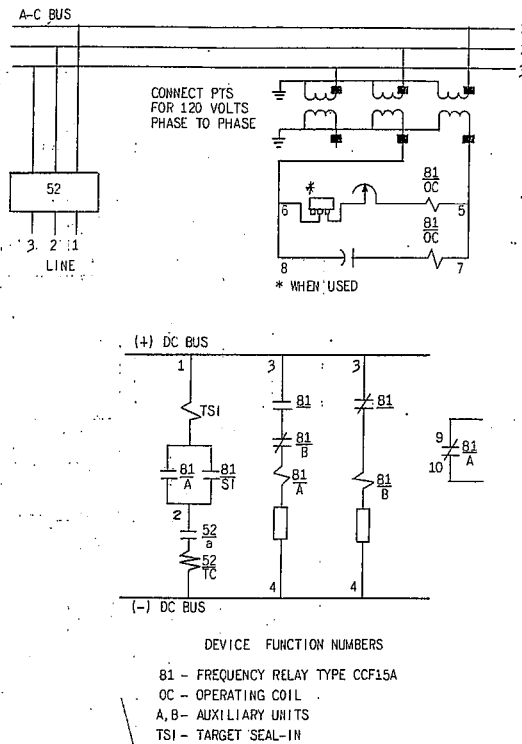 A-C BUS
CONNECT PTS
FOR 120 VOLTS
PHASE TO PHASE
52
3 2 1
LINE
81
OC
6
5
81
OC
8
7
* WHEN USED
(+) DC BUS
1
3
3
TSI
81
81
81
B
9
81
A
10
81
A
81
SI
81
A
81
B
2
52
a
52
TC
4
4
(-) DC BUS
DEVICE FUNCTION NUMBERS
81 - FREQUENCY RELAY TYPE CCF15A
OC - OPERATING COIL
A,B- AUXILIARY UNITS
TSI - TARGET SEAL-IN